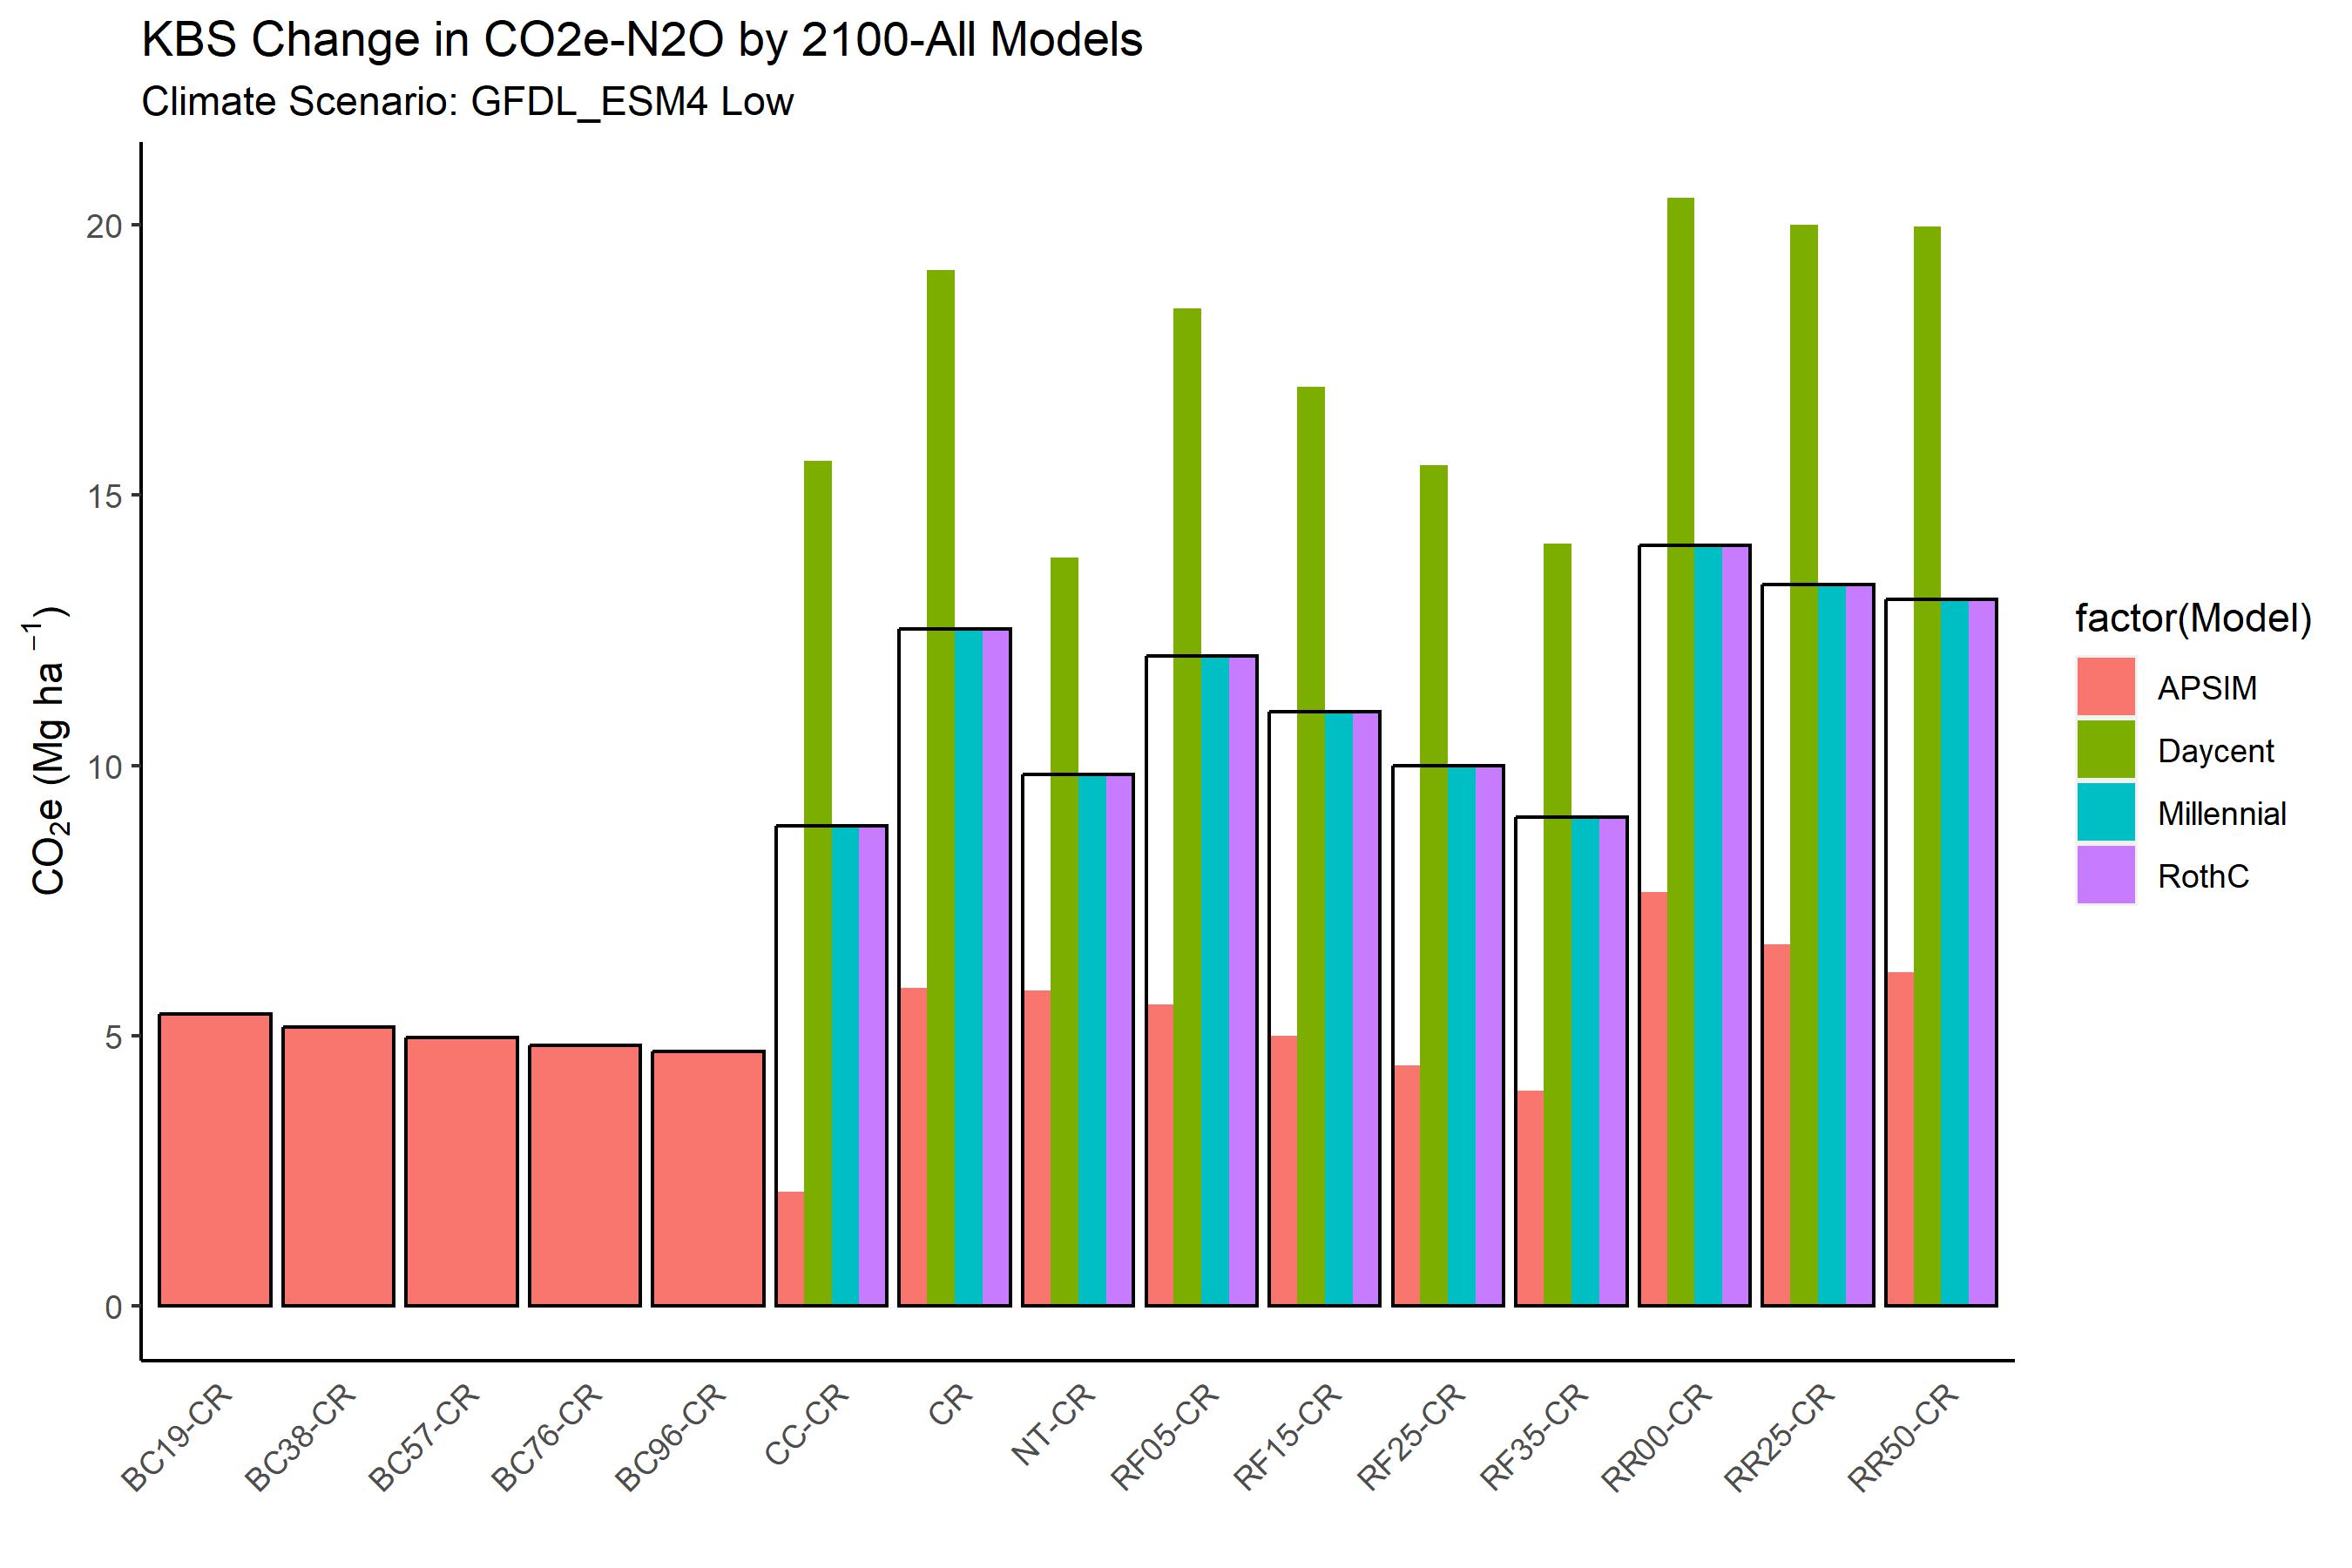 KBS Change in CO2e-N2O by 2100-All Models
Climate Scenario: GFDL_ESM4 Low
CO₂e (Mg ha ⁻¹)
20
15
10
5
0
BC19-CR
BC38-CR
BC57-CR
BC76-CR
BC96-CR
CC-CR
CR
NT-CR
RF05-CR
RF15-CR
RF25-CR
RF35-CR
RR00-CR
RR25-CR
RR50-CR
factor(Model)
APSIM
Daycent
Millennial
RothC